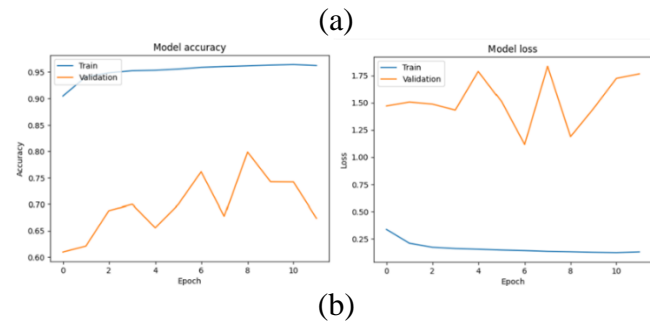 (a)
Model accuracy
Train
Validation
0.95
0.90
0.85
0.80
0.75
0.70
0.65
0.60
Accuracy
0 2 4 6 8 10
Epoch
Model loss
Train
Validation
1.75
1.50
1.25
1.00
0.75
0.50
0.25
Loss
0 2 4 6 8 10
Epoch
(b)